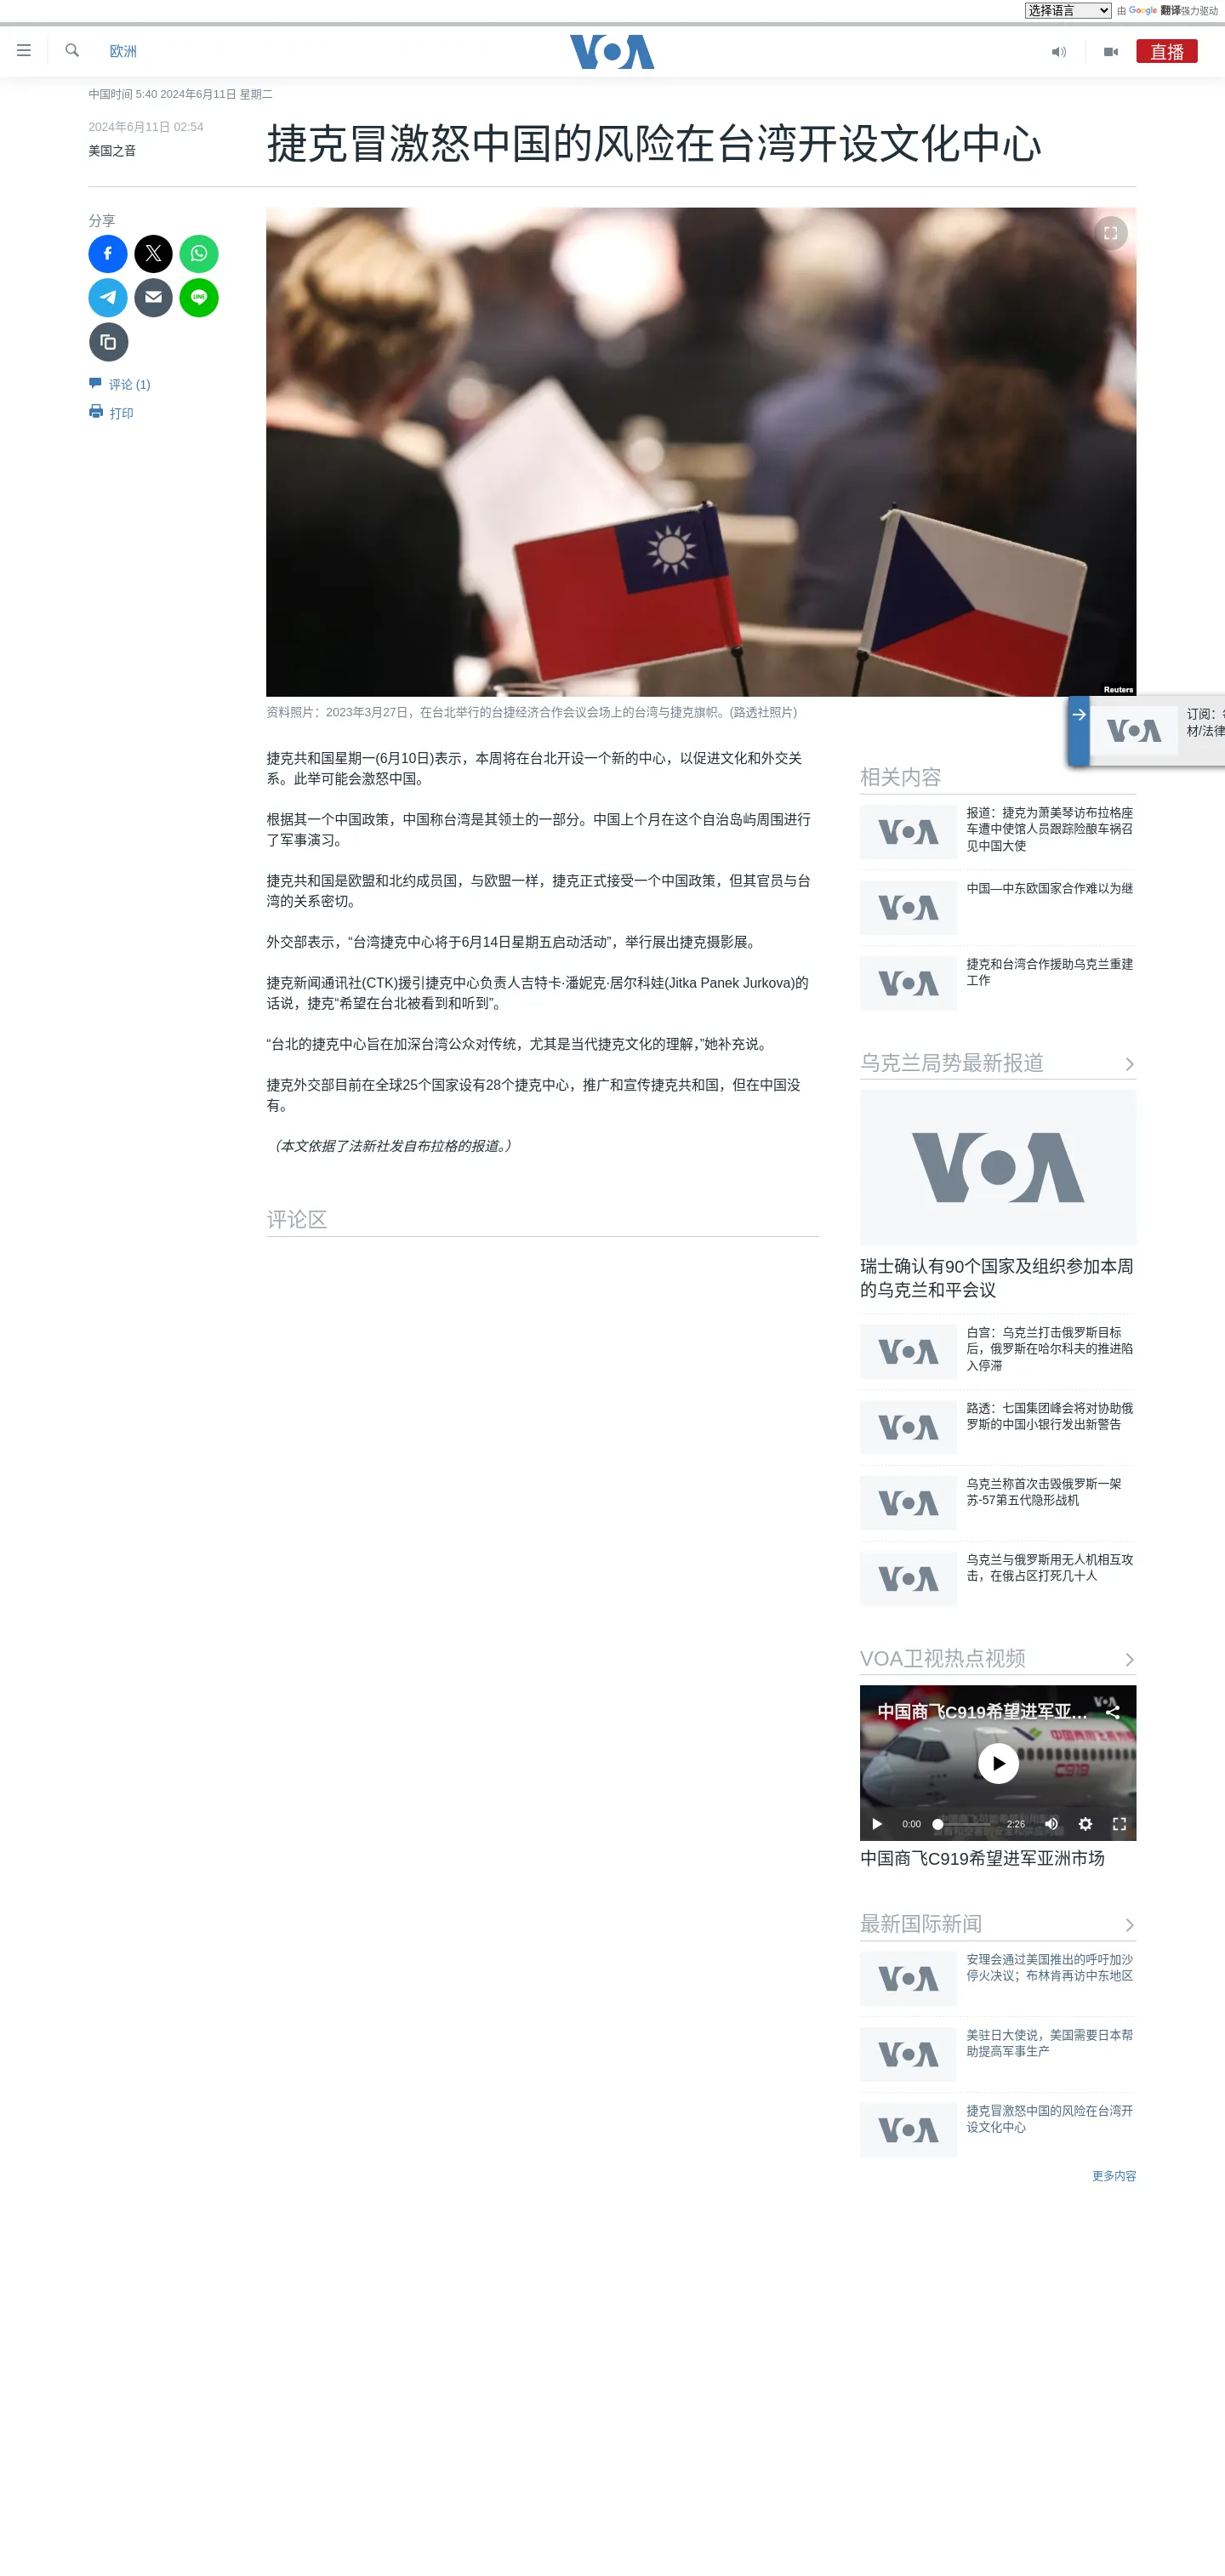 选择语言 由 Google 翻译强力驱动
欧洲
VOA
直播
中国时间 5:40 2024年6月11日 星期二
2024年6月11日 02:54
美国之音
捷克冒激怒中国的风险在台湾开设文化中心
分享
LINE
评论 (1)
打印
Reuters
资料照片：2023年3月27日，在台北举行的台捷经济合作会议会场上的台湾与捷克旗帜。(路透社照片)
捷克共和国星期一(6月10日)表示，本周将在台北开设一个新的中心，以促进文化和外交关
系。此举可能会激怒中国。
根据其一个中国政策，中国称台湾是其领土的一部分。中国上个月在这个自治岛屿周围进行
了军事演习。
捷克共和国是欧盟和北约成员国，与欧盟一样，捷克正式接受一个中国政策，但其官员与台
湾的关系密切。
外交部表示，“台湾捷克中心将于6月14日星期五启动活动”，举行展出捷克摄影展。
捷克新闻通讯社(CTK)援引捷克中心负责人吉特卡·潘妮克·居尔科娃(Jitka Panek Jurkova)的
话说，捷克“希望在台北被看到和听到”。
“台北的捷克中心旨在加深台湾公众对传统，尤其是当代捷克文化的理解，”她补充说。
捷克外交部目前在全球25个国家设有28个捷克中心，推广和宣传捷克共和国，但在中国没
有。
（本文依据了法新社发自布拉格的报道。）
评论区
VOA
订阅：
材/法律
相关内容
VOA
报道：捷克为萧美琴访布拉格座
车遭中使馆人员跟踪险酿车祸召
见中国大使
VOA
中国—中东欧国家合作难以为继
VOA
捷克和台湾合作援助乌克兰重建
工作
乌克兰局势最新报道
VOA
瑞士确认有90个国家及组织参加本周
的乌克兰和平会议
VOA
白宫：乌克兰打击俄罗斯目标
后，俄罗斯在哈尔科夫的推进陷
入停滞
VOA
路透：七国集团峰会将对协助俄
罗斯的中国小银行发出新警告
VOA
乌克兰称首次击毁俄罗斯一架
苏-57第五代隐形战机
VOA
乌克兰与俄罗斯用无人机相互攻
击，在俄占区打死几十人
VOA卫视热点视频
中国商飞C919希望进军亚...
VOA
C919
0:00
2:26
中国商飞C919希望进军亚洲市场
最新国际新闻
VOA
安理会通过美国推出的呼吁加沙
停火决议；布林肯再访中东地区
VOA
美驻日大使说，美国需要日本帮
助提高军事生产
VOA
捷克冒激怒中国的风险在台湾开
设文化中心
更多内容